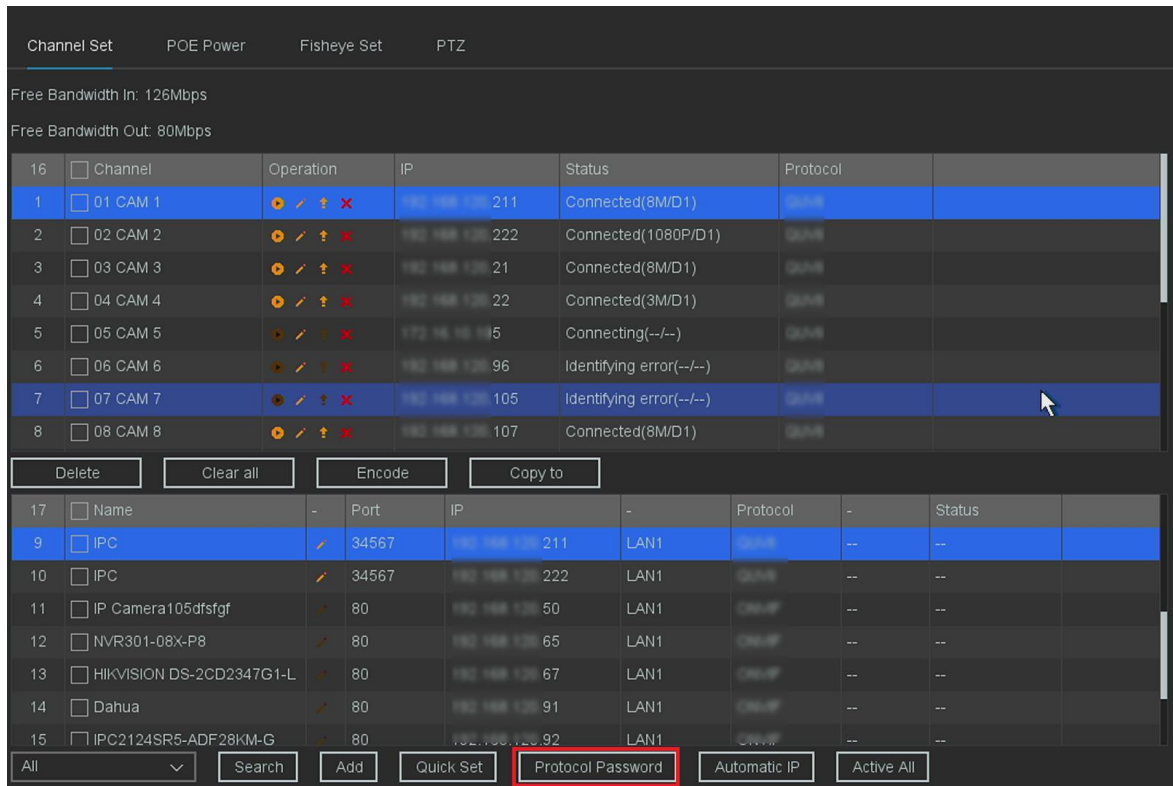 Channel Set POE Power Fisheye Set PTZ
Free Bandwidth In: 126Mbps
Free Bandwidth Out: 80Mbps
16 Channel Operation IP Status Protocol
1 01 CAM 1 .211 Connected(8M/D1)
2 02 CAM 2 .222 Connected(1080P/D1)
3 03 CAM 3 .21 Connected(8M/D1)
4 04 CAM 4 .22 Connected(3M/D1)
5 05 CAM 5 5 Connecting(--/--)
6 06 CAM 6 .96 Identifying error(--/--)
7 07 CAM 7 .105 Identifying error(--/--)
8 08 CAM 8 .107 Connected(8M/D1)
Delete Clear all Encode Copy to
17 Name - Port IP - Protocol - Status
9 IPC 34567 .211 LAN1 -- --
10 IPC 34567 .222 LAN1 -- --
11 IP Camera105dfsfgf 80 .50 LAN1 -- --
12 NVR301-08X-P8 80 .65 LAN1 -- --
13 HIKVISION DS-2CD2347G1-L 80 .67 LAN1 -- --
14 Dahua 80 .91 LAN1 -- --
15 IPC2124SR5-ADF28KM-G 80 .92 LAN1 -- --
All Search Add Quick Set Protocol Password Automatic IP Active All